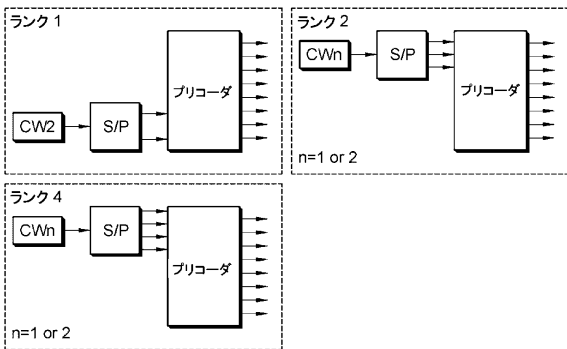 ランク 1
CW2
S/P
プリコーダ
ランク 2
CWn
S/P
プリコーダ
n=1 or 2
ランク 4
CWn
S/P
プリコーダ
n=1 or 2